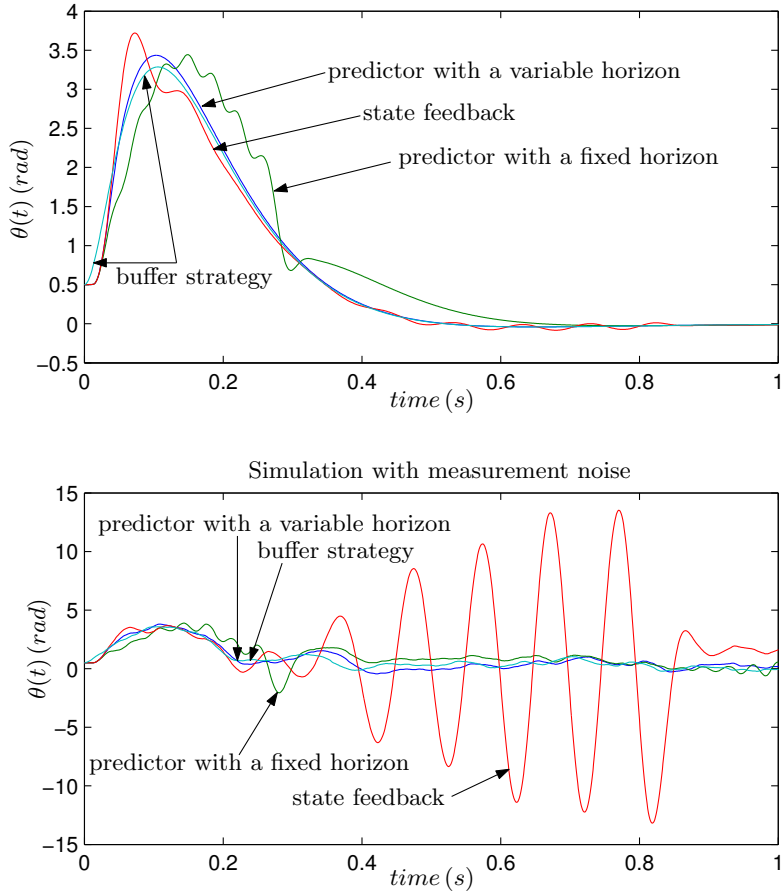 4
3.5
3
2.5
2
1.5
1
0.5
0
−0.5
θ(t) (rad)
predictor with a variable horizon
state feedback
predictor with a fixed horizon
buffer strategy
0 0.2 0.4 0.6 0.8 1
time (s)
Simulation with measurement noise
15
10
5
0
−5
−10
−15
θ(t) (rad)
predictor with a variable horizon
buffer strategy
predictor with a fixed horizon
state feedback
0 0.2 0.4 0.6 0.8 1
time (s)